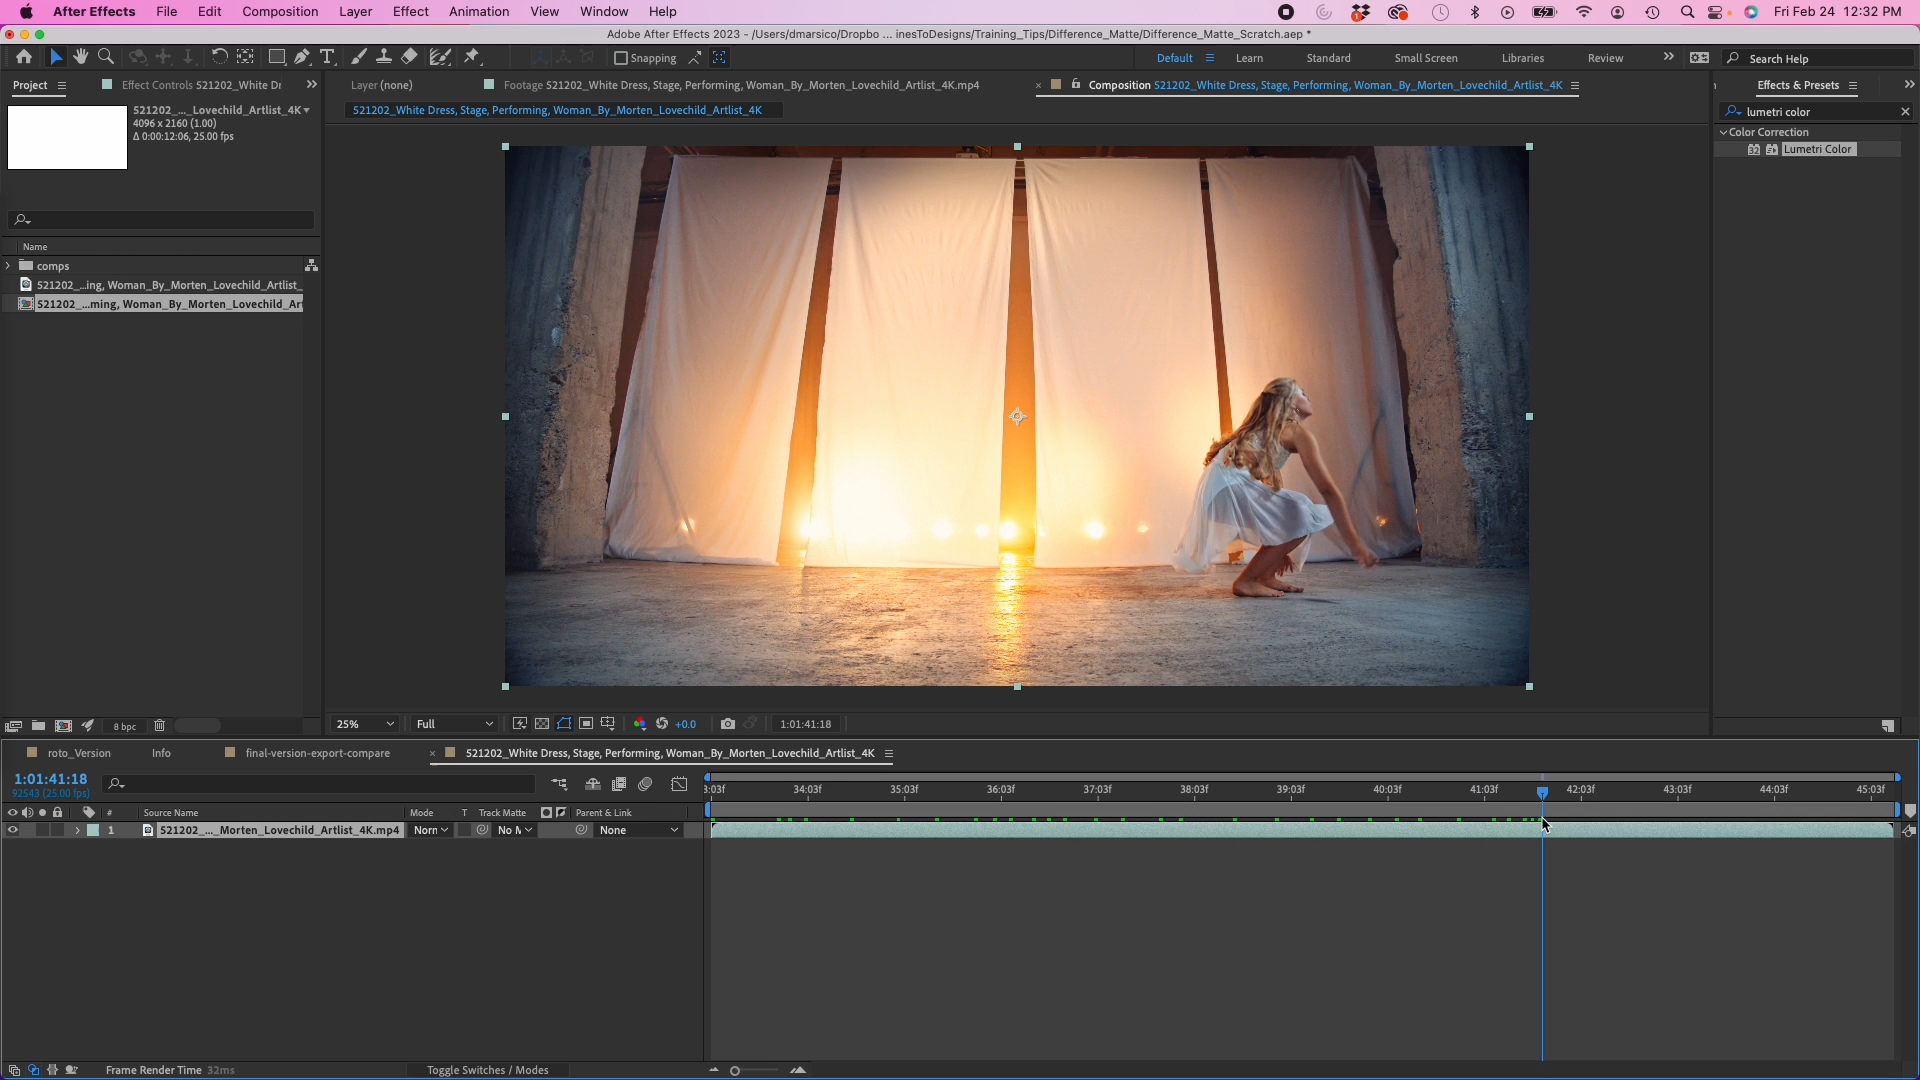 After Effects File Edit Composition Layer Effect Animation View Window Help Fri Feb 24 12:32 PM
Adobe After Effects 2023 - /Users/dmarsico/Dropbo ... inesToDesigns/Training_Tips/Difference_Matte/Difference_Matte_Scratch.aep *
Snapping Default Learn Standard Small Screen Libraries Review Search Help
Project Effect Controls 521202_White Dr Layer (none) Footage 521202_White Dress, Stage, Performing, Woman_By_Morten_Lovechild_Artlist_4K.mp4 Composition 521202_White Dress, Stage, Performing, Woman_By_Morten_Lovechild_Artlist_4K Effects & Presets
521202_..._Lovechild_Artlist_4K 521202_White Dress, Stage, Performing, Woman_By_Morten_Lovechild_Artlist_4K lumetri color
4096 x 2160 (1.00)
Δ 0:00:12:06, 25.00 fps
Color Correction
Lumetri Color
Name
comps
521202_...ing, Woman_By_Morten_Lovechild_Artlist_
521202_...ming, Woman_By_Morten_Lovechild_Art
8 bpc 25% Full +0.0 1:01:41:18
roto_Version Info final-version-export-compare 521202_White Dress, Stage, Performing, Woman_By_Morten_Lovechild_Artlist_4K
1:01:41:18
92543 (25.00 fps)
3:03f 34:03f 35:03f 36:03f 37:03f 38:03f 39:03f 40:03f 41:03f 42:03f 43:03f 44:03f 45:03f
# Source Name Mode T Track Matte Parent & Link
1 521202_..._Morten_Lovechild_Artlist_4K.mp4 Norn No M None
Frame Render Time 32ms Toggle Switches / Modes